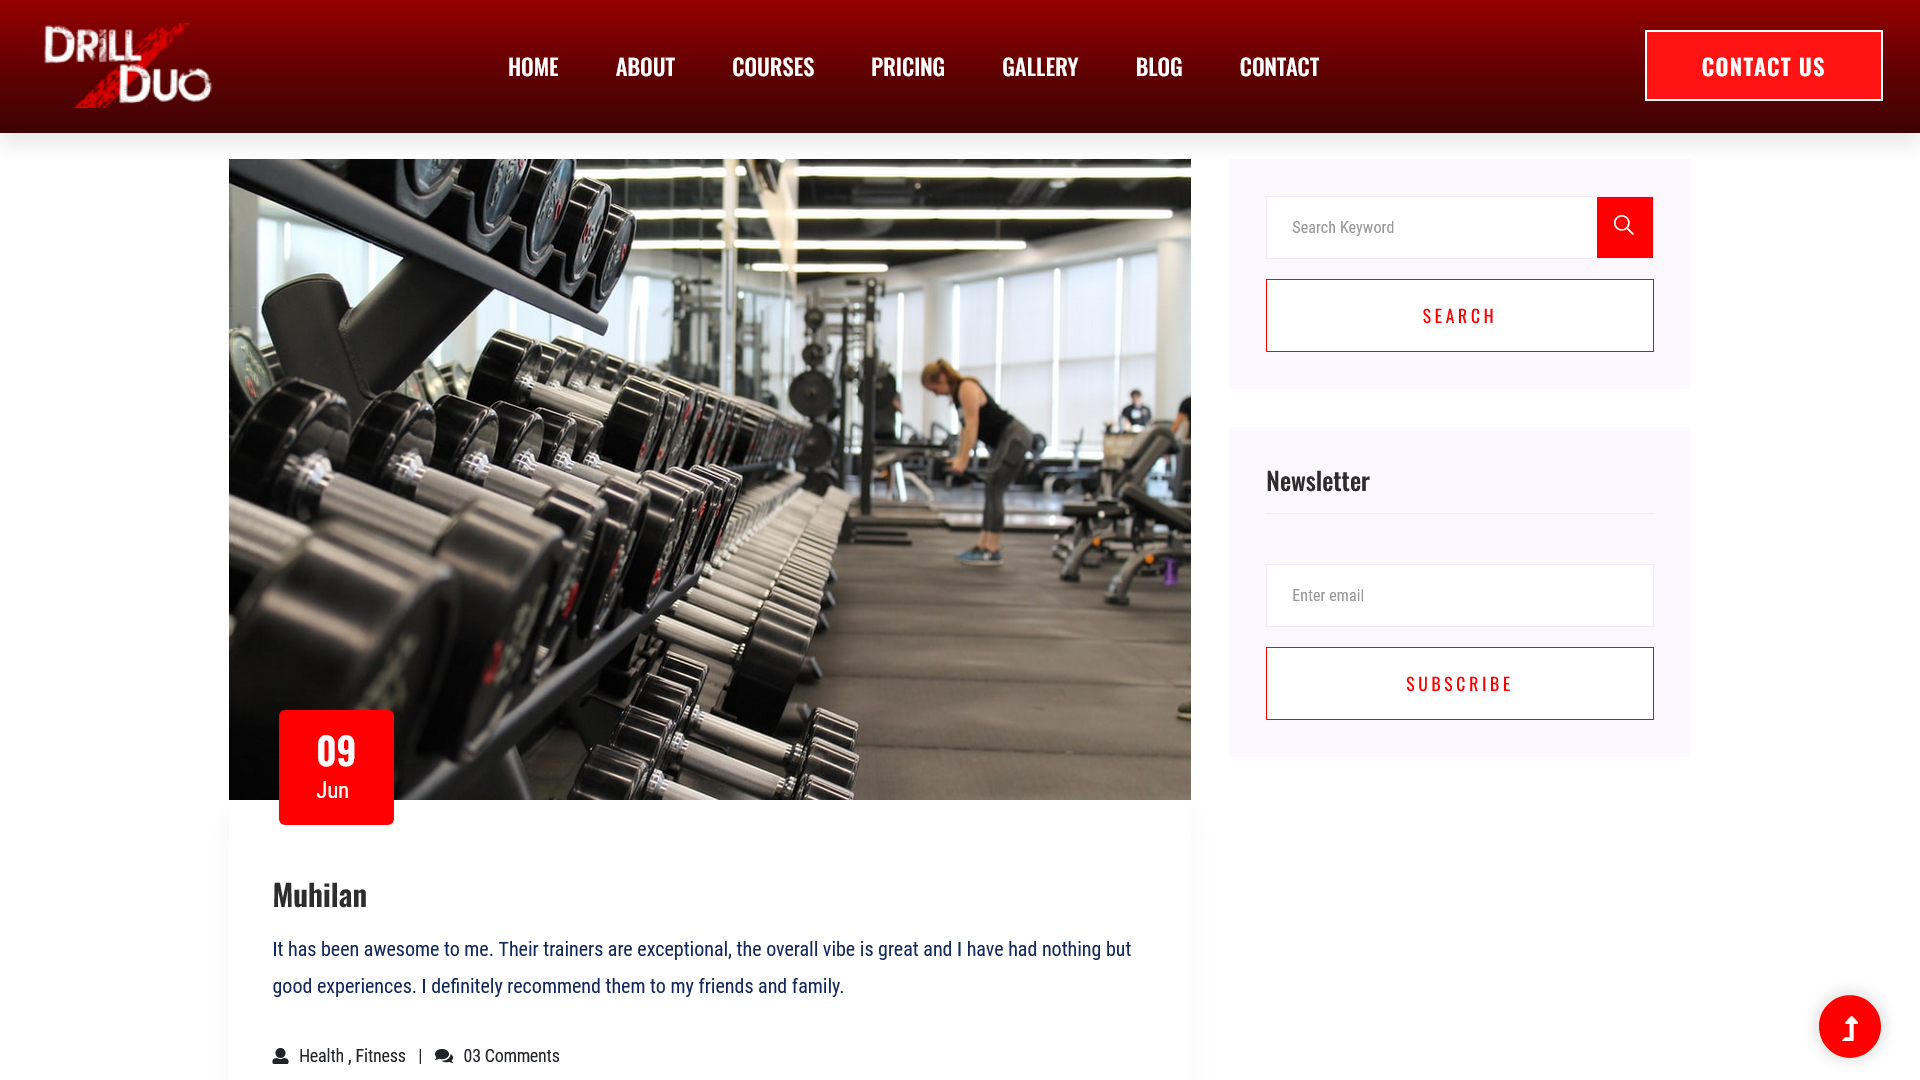 DRILL DUO
HOME ABOUT COURSES PRICING GALLERY BLOG CONTACT
CONTACT US
Search Keyword
SEARCH
Newsletter
Enter email
SUBSCRIBE
09
Jun
Muhilan
It has been awesome to me. Their trainers are exceptional, the overall vibe is great and I have had nothing but
good experiences. I definitely recommend them to my friends and family.
Health , Fitness | 03 Comments